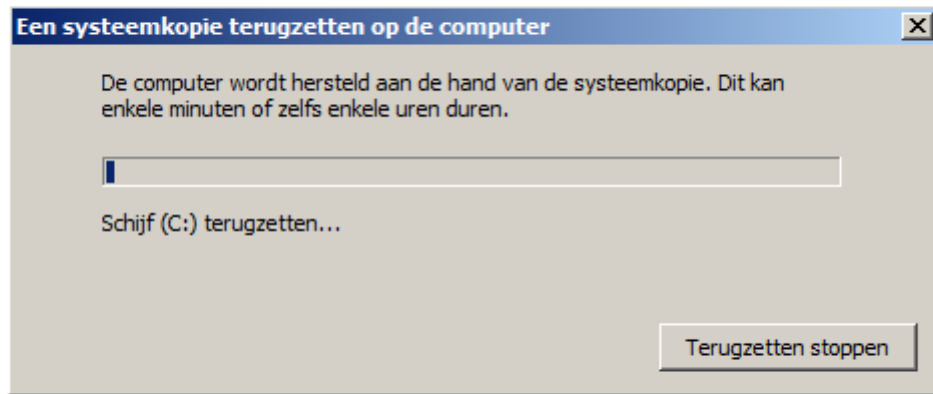 Een systeemkopie terugzetten op de computer
De computer wordt hersteld aan de hand van de systeemkopie. Dit kan
enkele minuten of zelfs enkele uren duren.
Schijf (C:) terugzetten...
Terugzetten stoppen